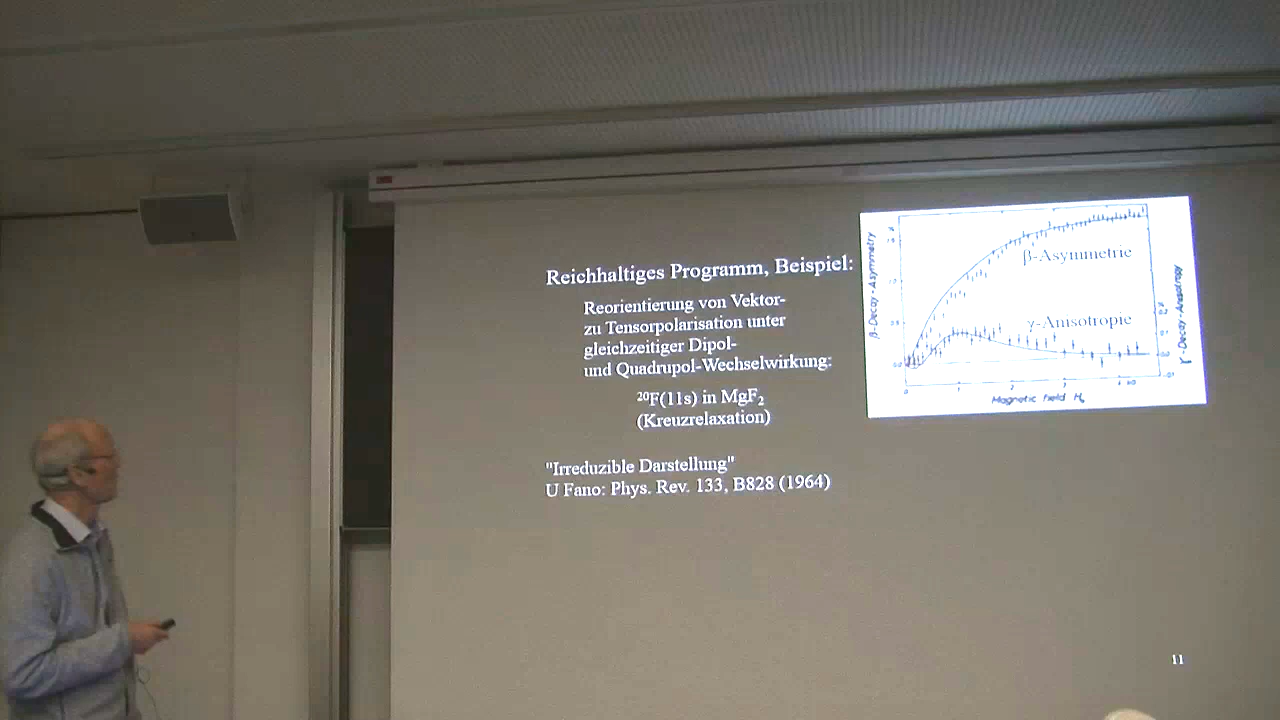 Reichhaltiges Programm, Beispiel:
Reorientierung von Vektor-
zu Tensorpolarisation unter
gleichzeitiger Dipol-
und Quadrupol-Wechselwirkung:
²⁰F(11s) in MgF₂
(Kreuzrelaxation)
"Irreduzible Darstellung"
U Fano: Phys. Rev. 133, B828 (1964)
β-Decay-Asymmetry
β-Asymmetrie
γ-Anisotropie
γ-Decay-Anisotropy
Magnetic field H₀
11